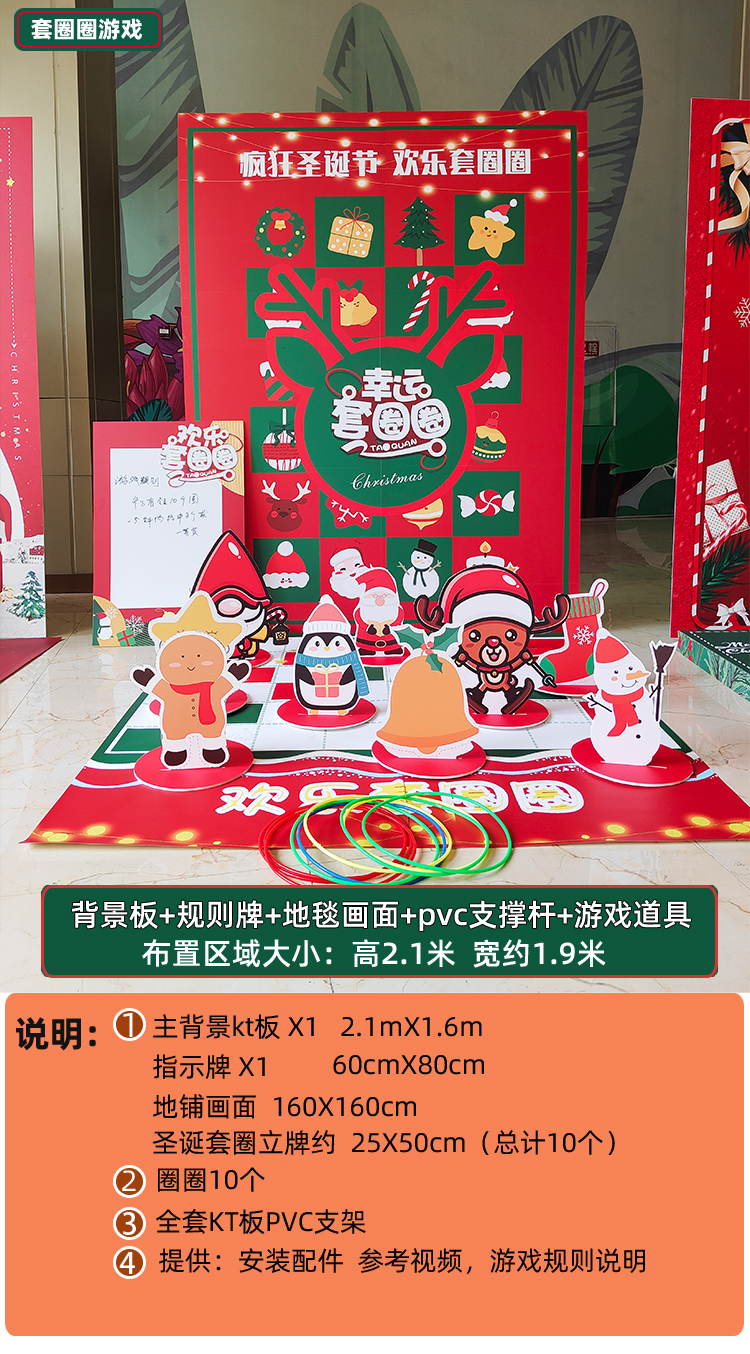 套圈圈游戏
疯狂圣诞节 欢乐套圈圈
幸运
套圈圈
TAO QUAN
Christmas
CHRISTMAS
欢乐
套圈圈
TAO QUAN
游戏规则
欢乐套圈圈
背景板+规则牌+地毯画面+pvc支撑杆+游戏道具
布置区域大小：高2.1米 宽约1.9米
说明：
① 主背景kt板 X1 2.1mX1.6m
指示牌 X1 60cmX80cm
地铺画面 160X160cm
圣诞套圈立牌约 25X50cm（总计10个）
② 圈圈10个
③ 全套KT板PVC支架
④ 提供：安装配件 参考视频，游戏规则说明